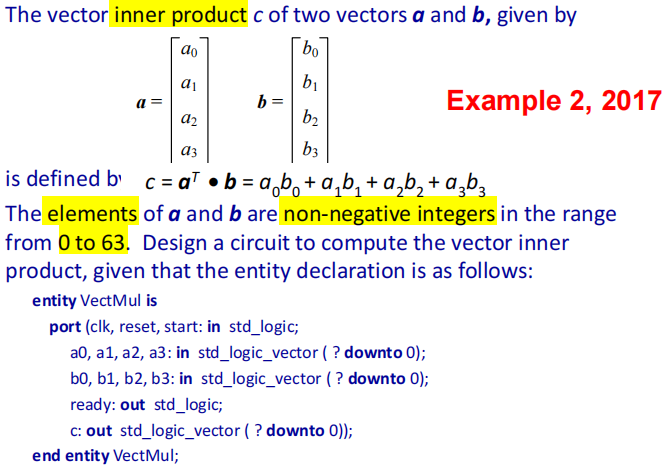 The vector inner product c of two vectors a and b, given by
a = [a0 a1 a2 a3] b = [b0 b1 b2 b3]
Example 2, 2017
is defined by c = a^T • b = a0b0 + a1b1 + a2b2 + a3b3
The elements of a and b are non-negative integers in the range
from 0 to 63. Design a circuit to compute the vector inner
product, given that the entity declaration is as follows:
entity VectMul is
port (clk, reset, start: in std_logic;
a0, a1, a2, a3: in std_logic_vector ( ? downto 0);
b0, b1, b2, b3: in std_logic_vector ( ? downto 0);
ready: out std_logic;
c: out std_logic_vector ( ? downto 0));
end entity VectMul;